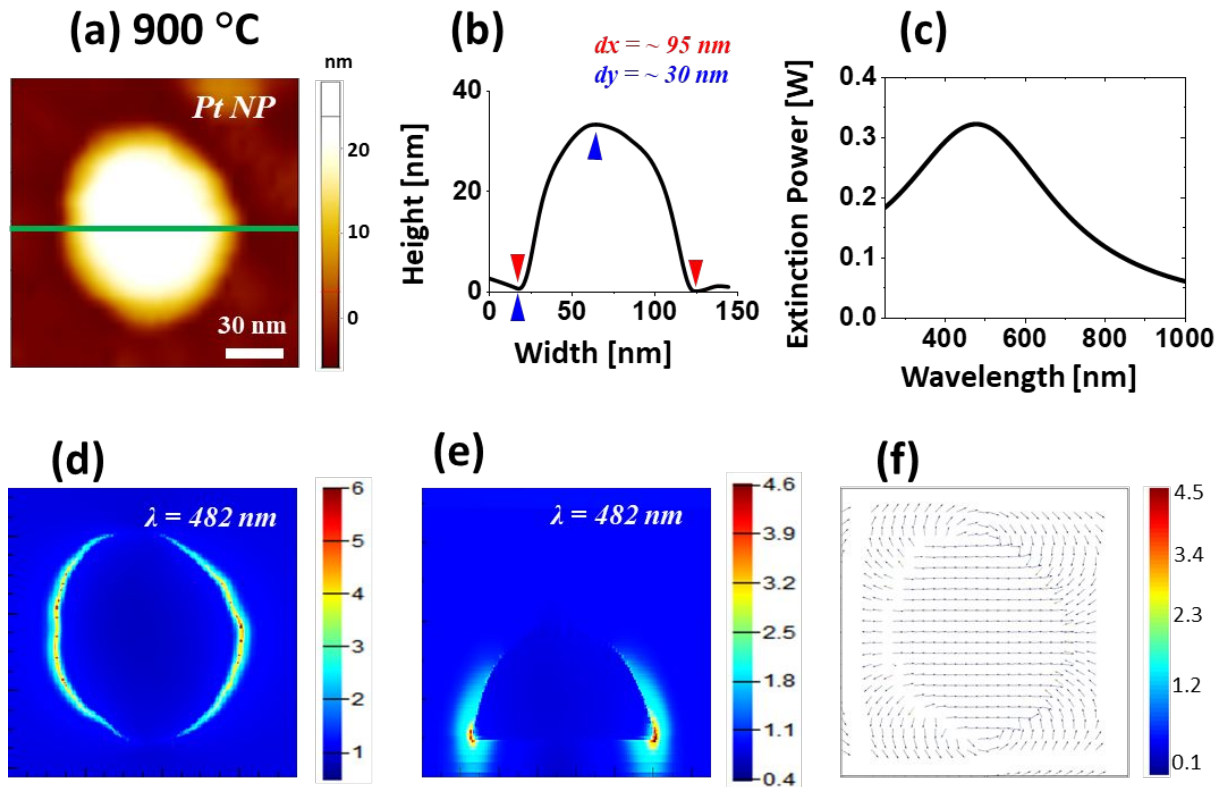 (a) 900 °C
nm
Pt NP
20
10
0
30 nm
(b)
dx = ~ 95 nm
dy = ~ 30 nm
Height [nm]
40
20
0
0 50 100 150
Width [nm]
(c)
Extinction Power [W]
0.4
0.3
0.2
0.1
0.0
400 600 800 1000
Wavelength [nm]
(d)
λ = 482 nm
6
5
4
3
2
1
(e)
λ = 482 nm
4.6
3.9
3.2
2.5
1.8
1.1
0.4
(f)
4.5
3.4
2.3
1.2
0.1